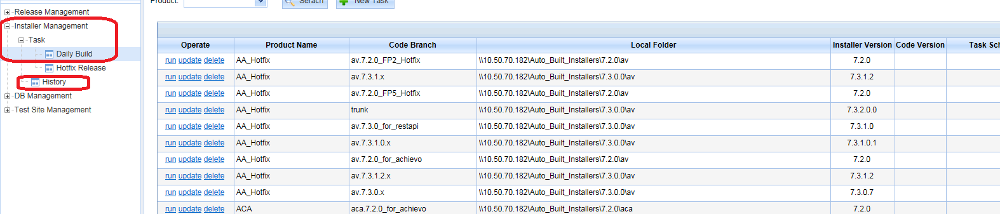 Product: Serach New Task
Release Management
Installer Management
Task
Daily Build
Hotfix Release
History
DB Management
Test Site Management
Operate Product Name Code Branch Local Folder Installer Version Code Version Task Sch
run update delete AA_Hotfix av.7.2.0_FP2_Hotfix \\10.50.70.182\Auto_Built_Installers\7.2.0\av 7.2.0
run update delete AA_Hotfix av.7.3.1.x \\10.50.70.182\Auto_Built_Installers\7.3.0.0\av 7.3.1.2
run update delete AA_Hotfix av.7.2.0_FP5_Hotfix \\10.50.70.182\Auto_Built_Installers\7.2.0\av 7.2.0
run update delete AA_Hotfix trunk \\10.50.70.182\Auto_Built_Installers\7.3.0.0\av 7.3.2.0.0
run update delete AA_Hotfix av.7.3.0_for_restapi \\10.50.70.182\Auto_Built_Installers\7.3.0.0\av 7.3.1.0
run update delete AA_Hotfix av.7.3.1.0.x \\10.50.70.182\Auto_Built_Installers\7.3.0.0\av 7.3.1.0.1
run update delete AA_Hotfix av.7.2.0_for_achievo \\10.50.70.182\Auto_Built_Installers\7.2.0\av 7.2.0
run update delete AA_Hotfix av.7.3.1.2.x \\10.50.70.182\Auto_Built_Installers\7.3.0.0\av 7.3.1.2
run update delete AA_Hotfix av.7.3.0.x \\10.50.70.182\Auto_Built_Installers\7.3.0.0\av 7.3.0.7
run update delete ACA aca.7.2.0_for_achievo \\10.50.70.182\Auto_Built_Installers\7.2.0\aca 7.2.0